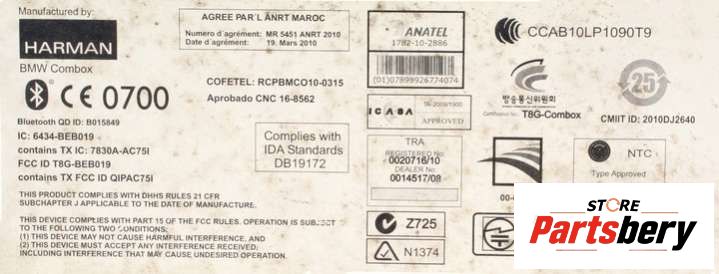 Manufactured by:
HARMAN
BMW Combox
CE 0700
Bluetooth QD ID: B015849
IC: 6434-BEB019
contains TX IC: 7830A-AC75I
FCC ID T8G-BEB019
contains TX FCC ID QIPAC75I
THIS PRODUCT COMPLIES WITH DHHS RULES 21 CFR
SUBCHAPTER J APPLICABLE TO THE DATE OF MANUFACTURE.
THIS DEVICE COMPLIES WITH PART 15 OF THE FCC RULES. OPERATION IS SUBJECT
TO THE FOLLOWING TWO CONDITIONS:
(1) THIS DEVICE MAY NOT CAUSE HARMFUL INTERFERENCE, AND
(2) THIS DEVICE MUST ACCEPT ANY INTERFERENCE RECEIVED,
INCLUDING INTERFERENCE THAT MAY CAUSE UNDESIRED OPERATION.
AGREE PAR L'ANRT MAROC
Numero d'agrément: MR 5451 ANRT 2010
Date d'agrément: 19. Mars 2010
COFETEL: RCPBMCO10-0315
Aprobado CNC 16-8562
Complies with
IDA Standards
DB19172
ANATEL
1782-10-2886
(01)07899926774074
ICASA
TA-2009/1900
APPROVED
TRA
REGISTERED No
0020716/10
DEALER No
0014517/08
Z725
N1374
CCAB10LP1090T9
방송통신위원회
T8G-Combox
25
CMIIT ID: 2010DJ2640
NTC
Type Approved
STORE
Partsbery